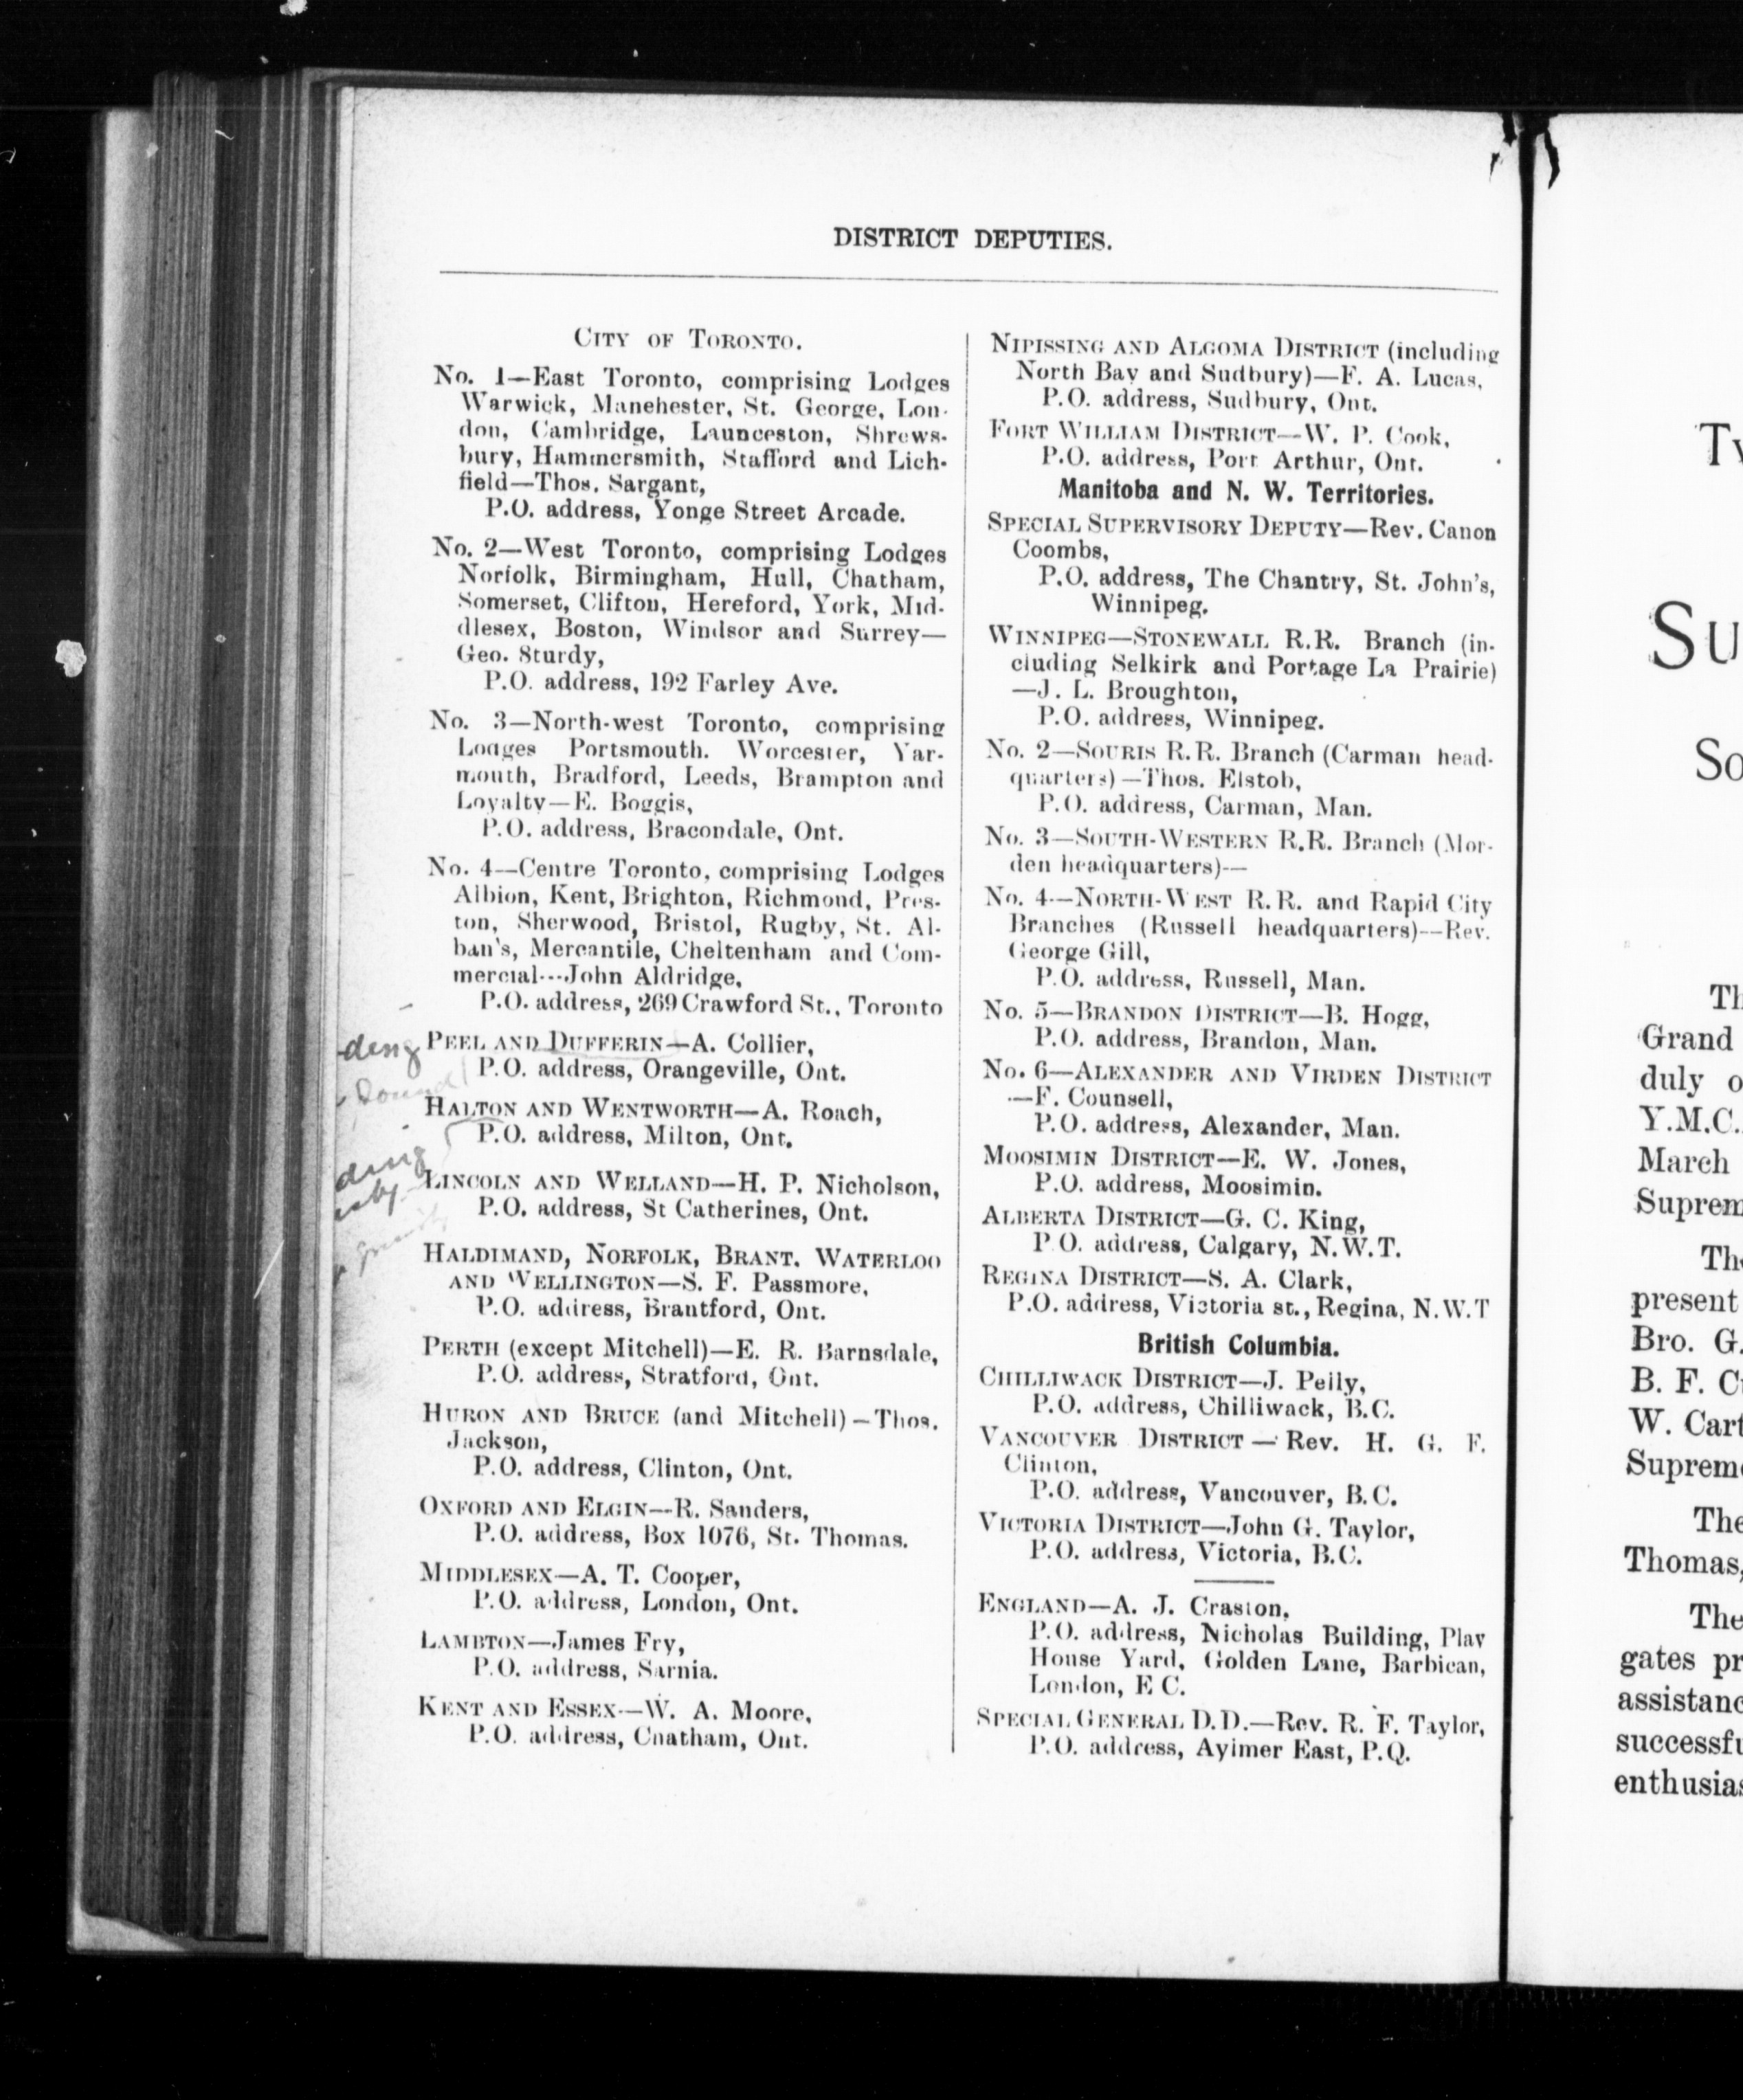 DISTRICT DEPUTIES.
CITY OF TORONTO.
No. 1—East Toronto, comprising Lodges
Warwick, Manchester, St. George, Lon-
don, Cambridge, Launceston, Shrews-
bury, Hammersmith, Stafford and Lich-
field—Thos. Sargant,
P.O. address, Yonge Street Arcade.
No. 2—West Toronto, comprising Lodges
Norfolk, Birmingham, Hull, Chatham,
Somerset, Clifton, Hereford, York, Mid-
dlesex, Boston, Windsor and Surrey—
Geo. Sturdy,
P.O. address, 192 Farley Ave.
No. 3—North-west Toronto, comprising
Lodges Portsmouth. Worcester, Yar-
mouth, Bradford, Leeds, Brampton and
Loyalty—E. Boggis,
P.O. address, Bracondale, Ont.
No. 4—Centre Toronto, comprising Lodges
Albion, Kent, Brighton, Richmond, Pres-
ton, Sherwood, Bristol, Rugby, St. Al-
ban's, Mercantile, Cheltenham and Com-
mercial---John Aldridge,
P.O. address, 269 Crawford St., Toronto
PEEL AND DUFFERIN—A. Collier,
P.O. address, Orangeville, Ont.
HALTON AND WENTWORTH—A. Roach,
P.O. address, Milton, Ont.
LINCOLN AND WELLAND—H. P. Nicholson,
P.O. address, St Catherines, Ont.
HALDIMAND, NORFOLK, BRANT. WATERLOO
AND WELLINGTON—S. F. Passmore,
P.O. address, Brantford, Ont.
PERTH (except Mitchell)—E. R. Barnsdale,
P.O. address, Stratford, Ont.
HURON AND BRUCE (and Mitchell)—Thos.
Jackson,
P.O. address, Clinton, Ont.
OXFORD AND ELGIN—R. Sanders,
P.O. address, Box 1076, St. Thomas.
MIDDLESEX—A. T. Cooper,
P.O. address, London, Ont.
LAMBTON—James Fry,
P.O. address, Sarnia.
KENT AND ESSEX—W. A. Moore,
P.O. address, Chatham, Ont.
NIPISSING AND ALGOMA DISTRICT (including
North Bay and Sudbury)—F. A. Lucas,
P.O. address, Sudbury, Ont.
FORT WILLIAM DISTRICT—W. P. Cook,
P.O. address, Port Arthur, Ont.
Manitoba and N. W. Territories.
SPECIAL SUPERVISORY DEPUTY—Rev. Canon
Coombs,
P.O. address, The Chantry, St. John's,
Winnipeg.
WINNIPEG—STONEWALL R.R. Branch (in-
cluding Selkirk and Portage La Prairie)
—J. L. Broughton,
P.O. address, Winnipeg.
No. 2—SOURIS R.R. Branch (Carman head-
quarters)—Thos. Elstob,
P.O. address, Carman, Man.
No. 3—SOUTH-WESTERN R.R. Branch (Mor-
den headquarters)—
No. 4—NORTH-WEST R.R. and Rapid City
Branches (Russell headquarters)—Rev.
George Gill,
P.O. address, Russell, Man.
No. 5—BRANDON DISTRICT—B. Hogg,
P.O. address, Brandon, Man.
No. 6—ALEXANDER AND VIRDEN DISTRICT
—F. Counsell,
P.O. address, Alexander, Man.
MOOSIMIN DISTRICT—E. W. Jones,
P.O. address, Moosimin.
ALBERTA DISTRICT—G. C. King,
P.O. address, Calgary, N.W.T.
REGINA DISTRICT—S. A. Clark,
P.O. address, Victoria st., Regina, N.W.T
British Columbia.
CHILLIWACK DISTRICT—J. Pelly,
P.O. address, Chilliwack, B.C.
VANCOUVER DISTRICT — Rev. H. G. F.
Clinton,
P.O. address, Vancouver, B.C.
VICTORIA DISTRICT—John G. Taylor,
P.O. address, Victoria, B.C.
ENGLAND—A. J. Craston,
P.O. address, Nicholas Building, Play
House Yard, Golden Lane, Barbican,
London, E C.
SPECIAL GENERAL D.D.—Rev. R. F. Taylor,
P.O. address, Aylmer East, P.Q.
Tw
Su
So
Th
Grand
duly o
Y.M.C.
March
Suprem
The
present
Bro. G.
B. F. C
W. Cart
Supreme
The
Thomas,
The
gates pr
assistanc
successfu
enthusias